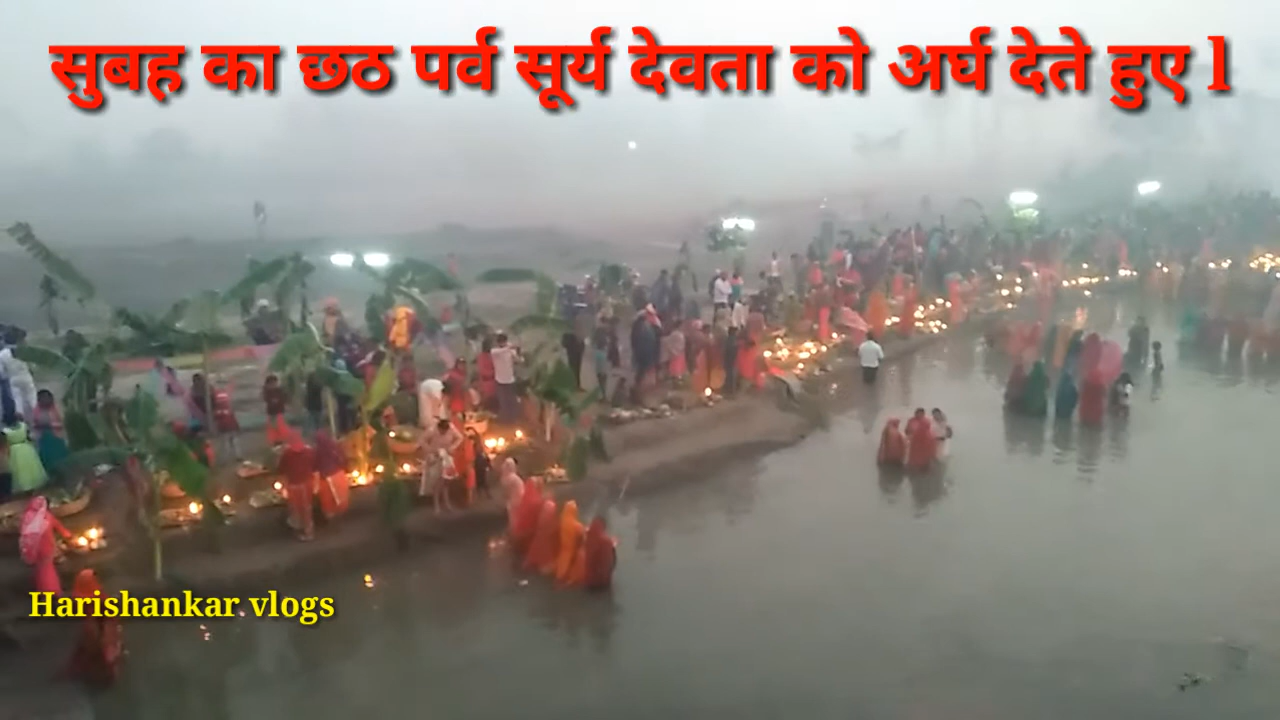 सुबह का छठ पर्व सूर्य देवता को अर्घ देते हुए l
Harishankar vlogs